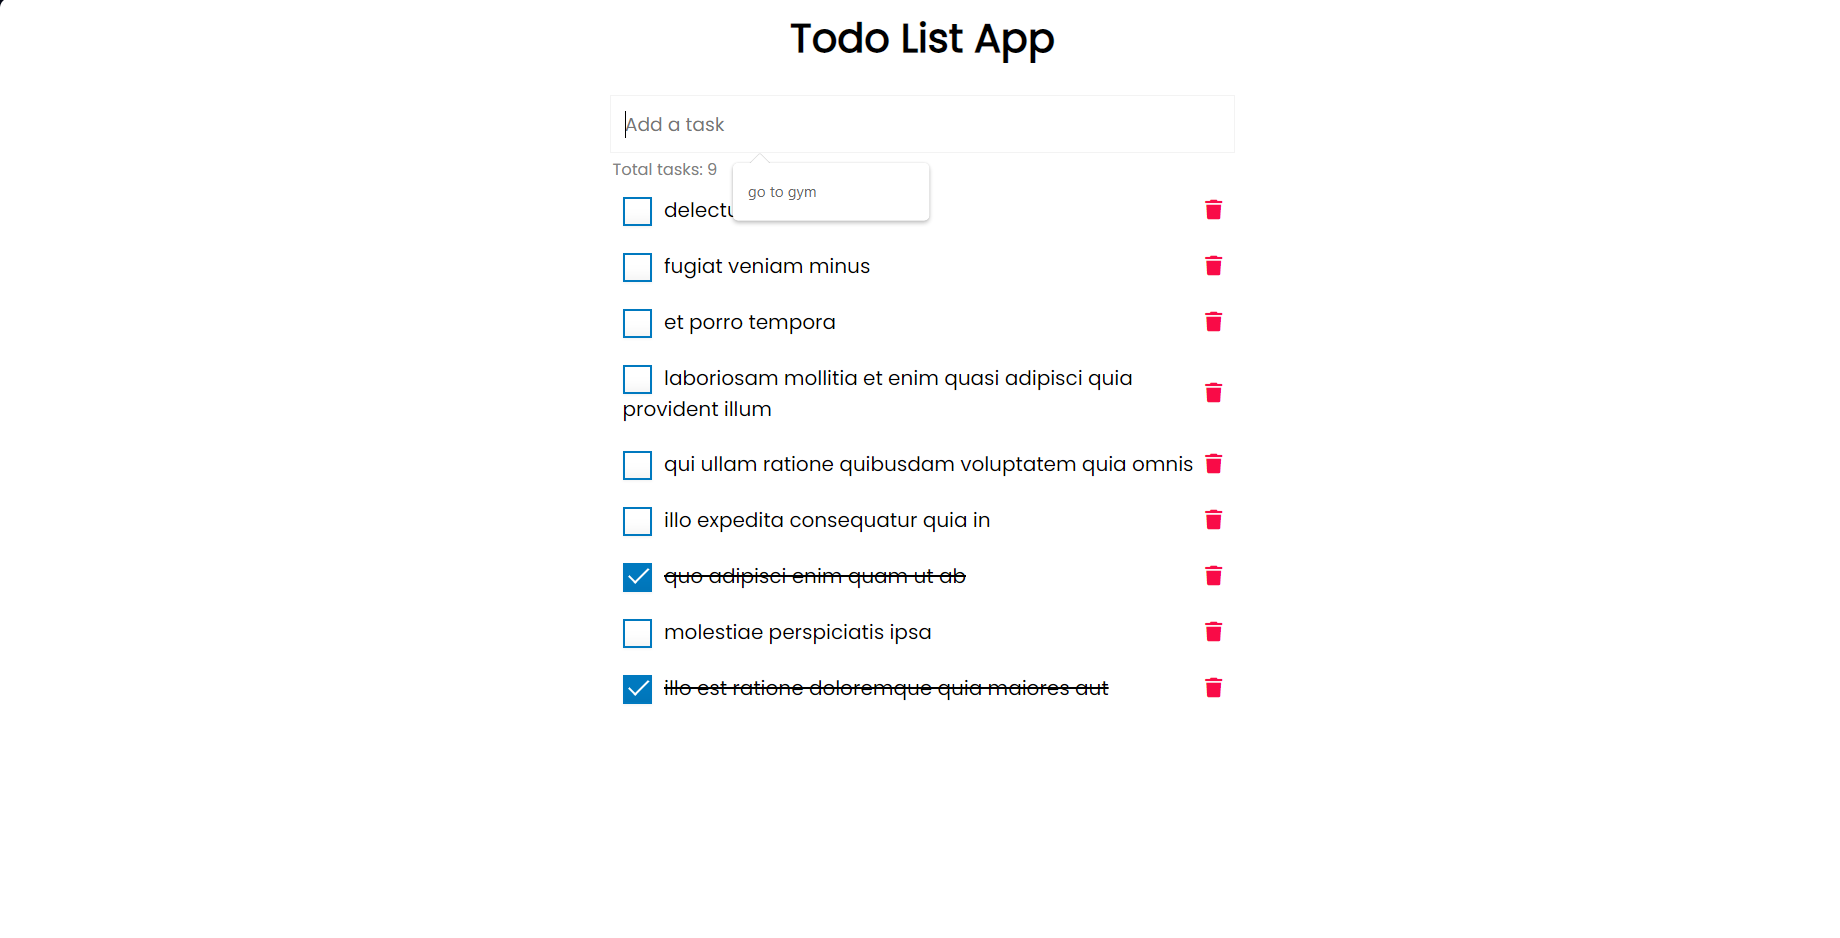 Todo List App
Add a task
Total tasks: 9
go to gym
fugiat veniam minus
et porro tempora
laboriosam mollitia et enim quasi adipisci quia
provident illum
qui ullam ratione quibusdam voluptatem quia omnis
illo expedita consequatur quia in
quo adipisci enim quam ut ab
molestiae perspiciatis ipsa
illo est ratione doloremque quia maiores aut